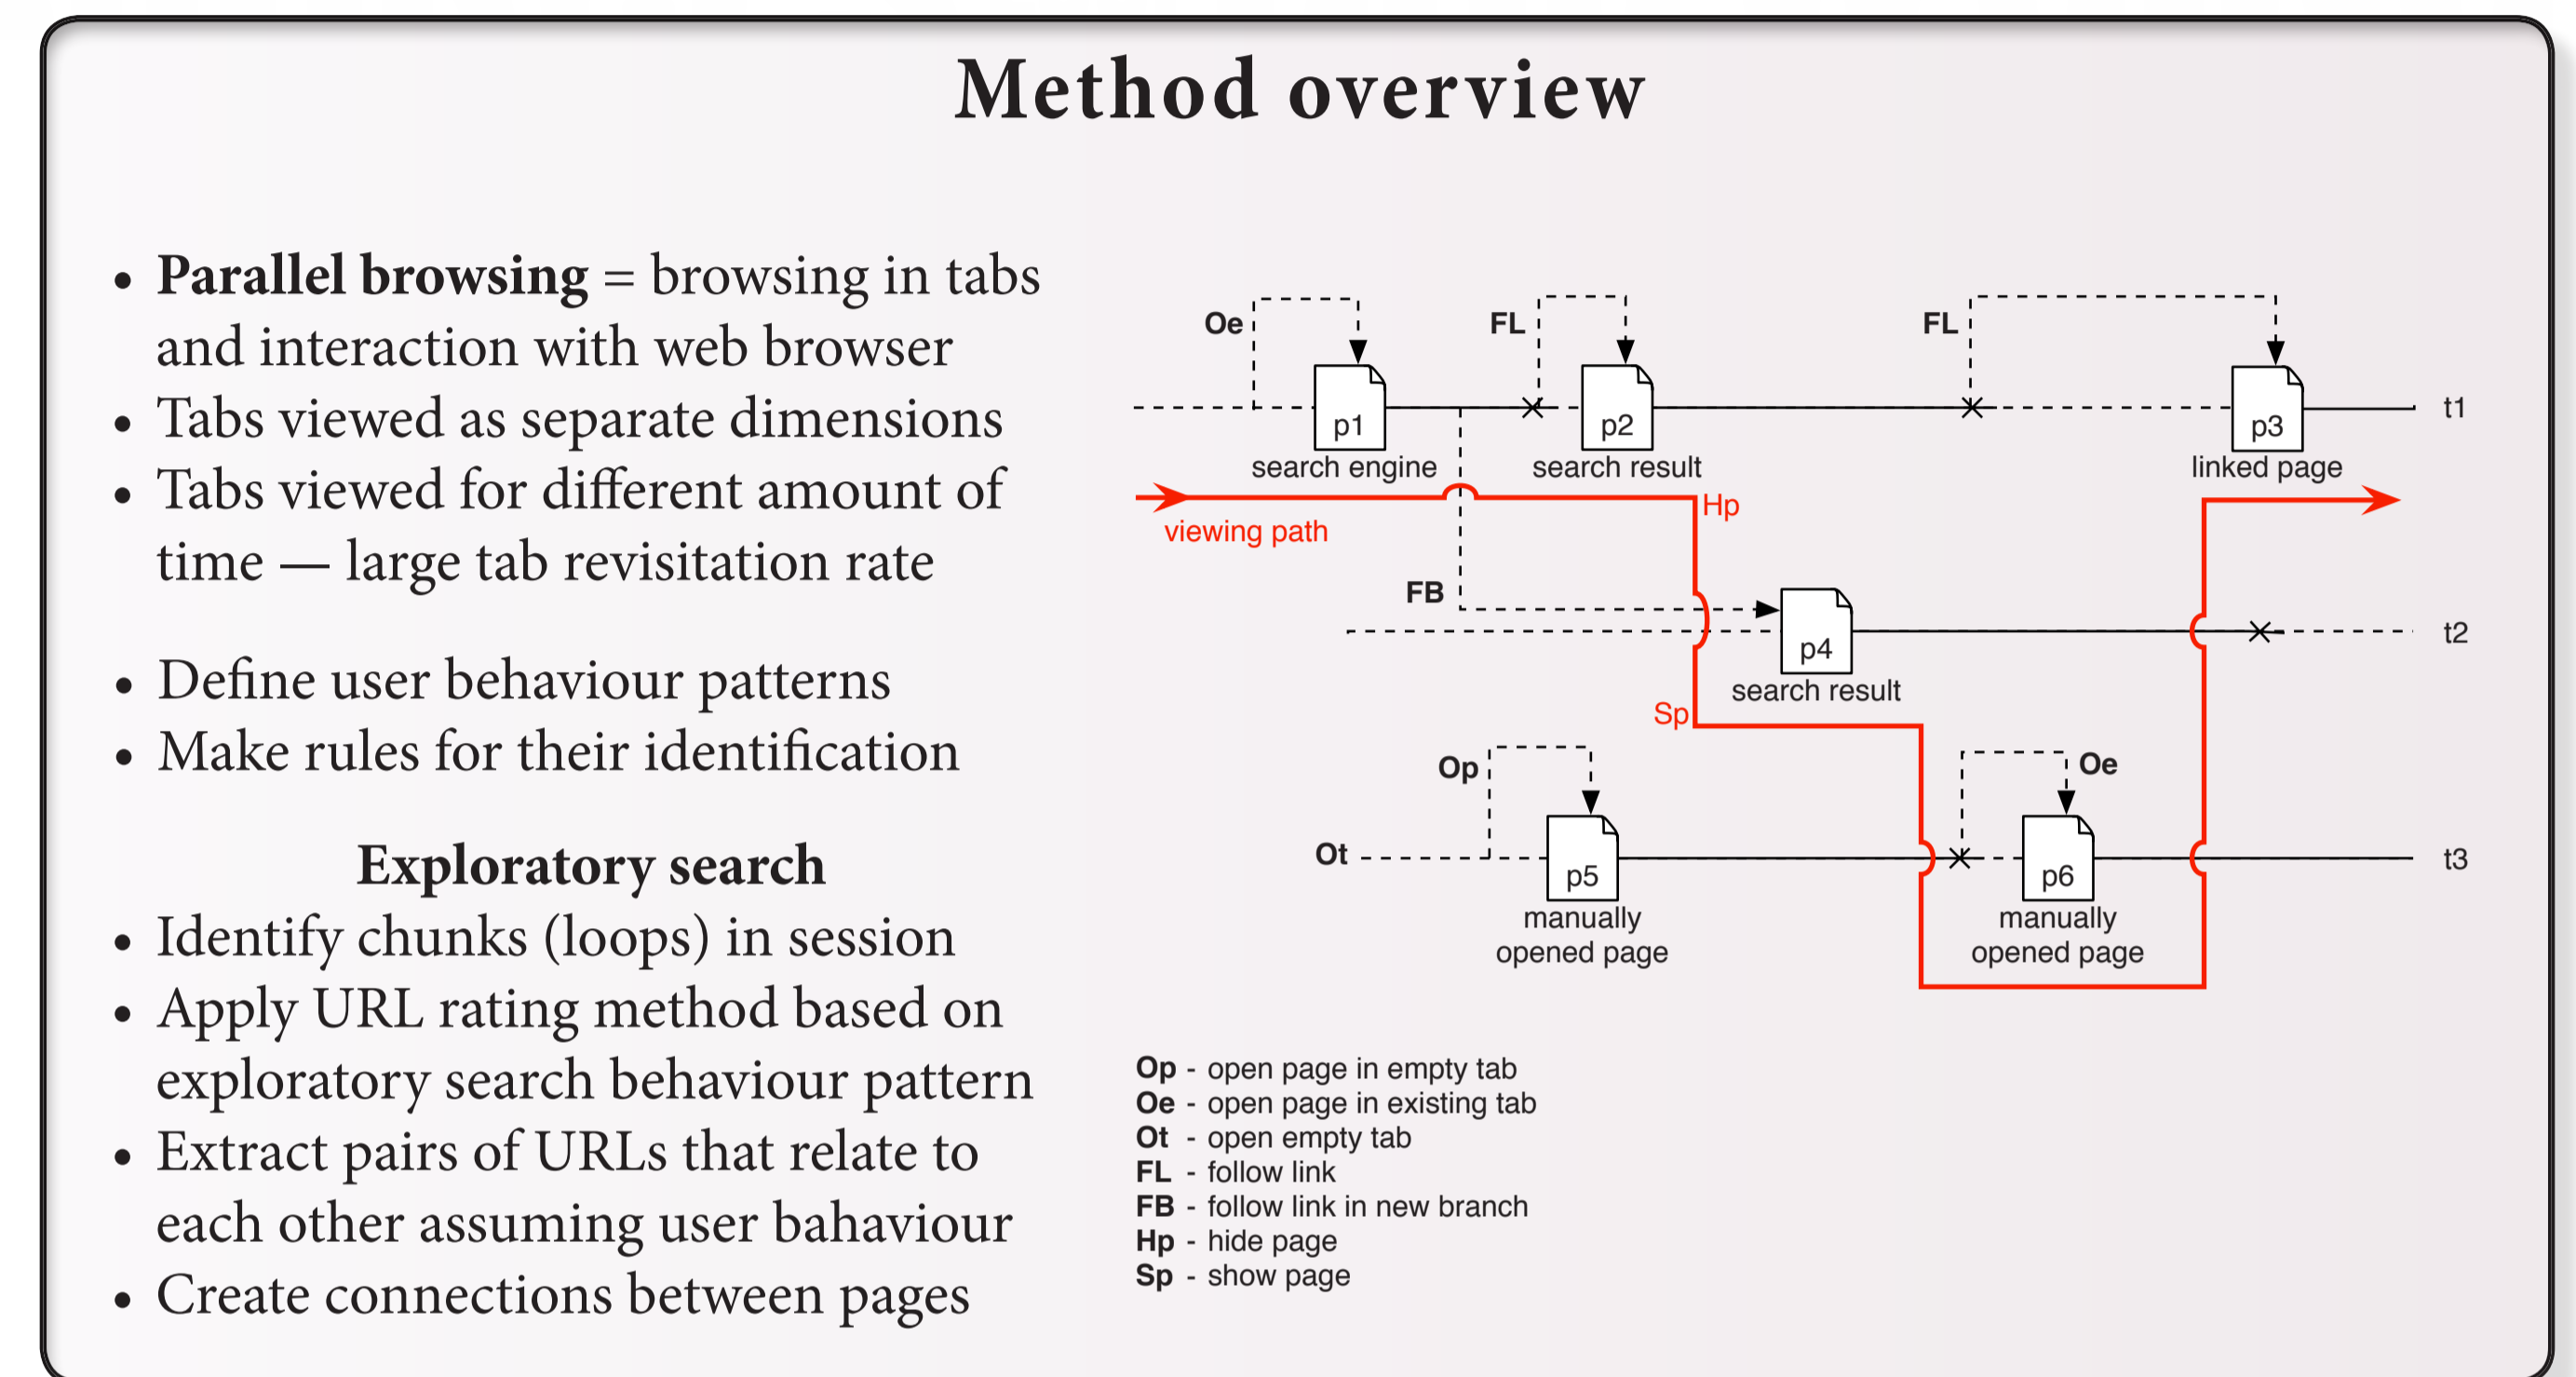 Method overview
• Parallel browsing = browsing in tabs
and interaction with web browser
• Tabs viewed as separate dimensions
• Tabs viewed for different amount of
time — large tab revisitation rate
• Define user behaviour patterns
• Make rules for their identification
Exploratory search
• Identify chunks (loops) in session
• Apply URL rating method based on
exploratory search behaviour pattern
• Extract pairs of URLs that relate to
each other assuming user bahaviour
• Create connections between pages
Oe
FL
FL
p1
p2
p3
t1
search engine
search result
linked page
Hp
viewing path
FB
p4
t2
search result
Sp
Op
Oe
Ot
p5
p6
t3
manually
opened page
manually
opened page
Op - open page in empty tab
Oe - open page in existing tab
Ot - open empty tab
FL - follow link
FB - follow link in new branch
Hp - hide page
Sp - show page